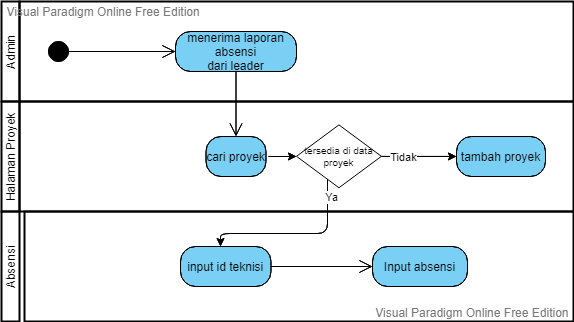 Visual Paradigm Online Free Edition
Admin
menerima laporan
absensi
dari leader
Halaman Proyek
cari proyek
tersedia di data
proyek
Tidak
tambah proyek
Ya
Absensi
input id teknisi
Input absensi
Visual Paradigm Online Free Edition